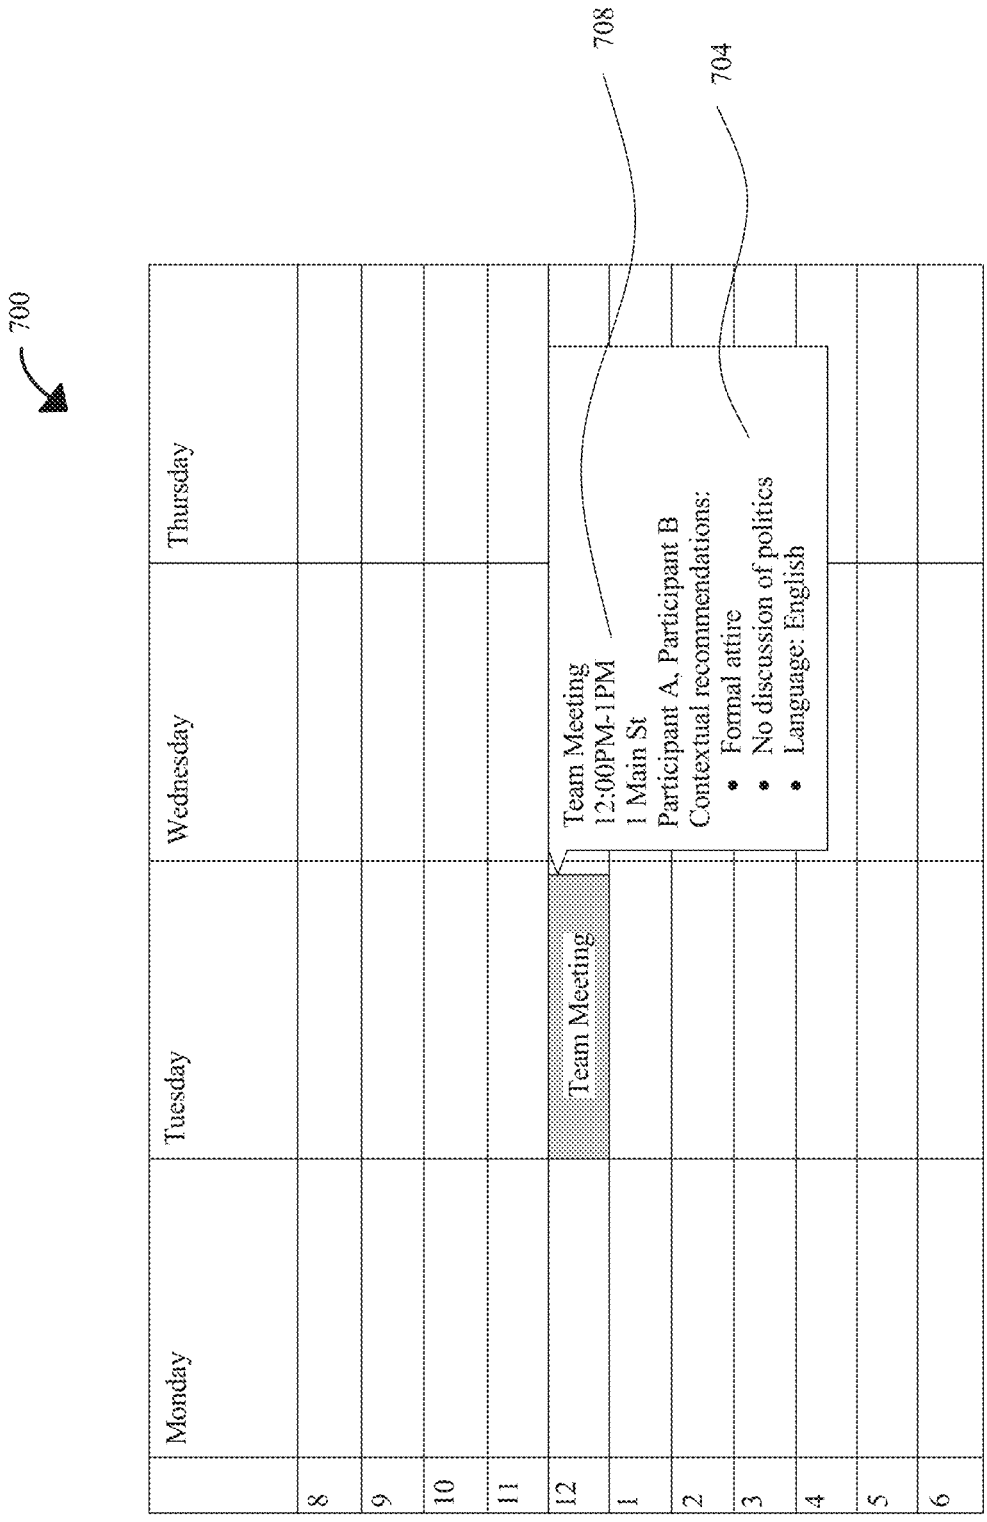 700
Monday Tuesday Wednesday Thursday
8
9
10
11
12 Team Meeting
Team Meeting
12:00PM-1PM
1 Main St
Participant A, Participant B
Contextual recommendations:
• Formal attire
• No discussion of politics
• Language: English
1
2
3
4
5
6
708
704